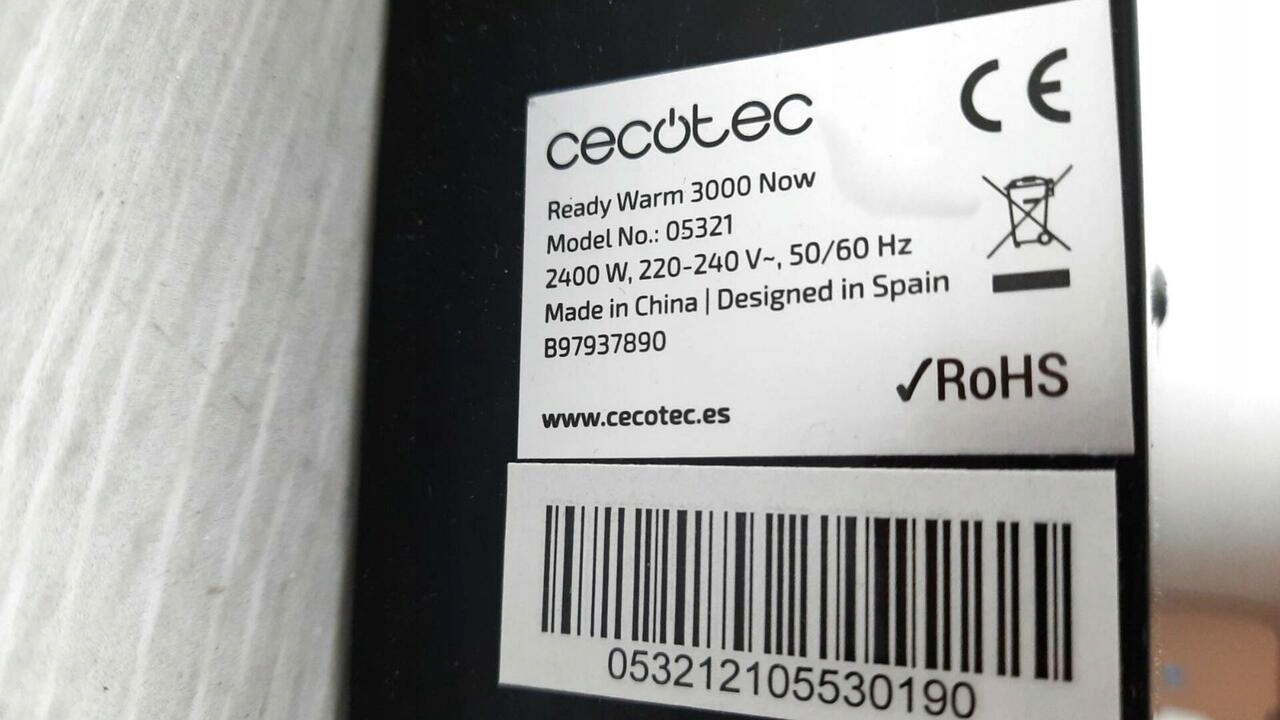 cecotec
CE
Ready Warm 3000 Now
Model No.: 05321
2400 W, 220-240 V~, 50/60 Hz
Made in China | Designed in Spain
B97937890
✓RoHS
www.cecotec.es
053212105530190